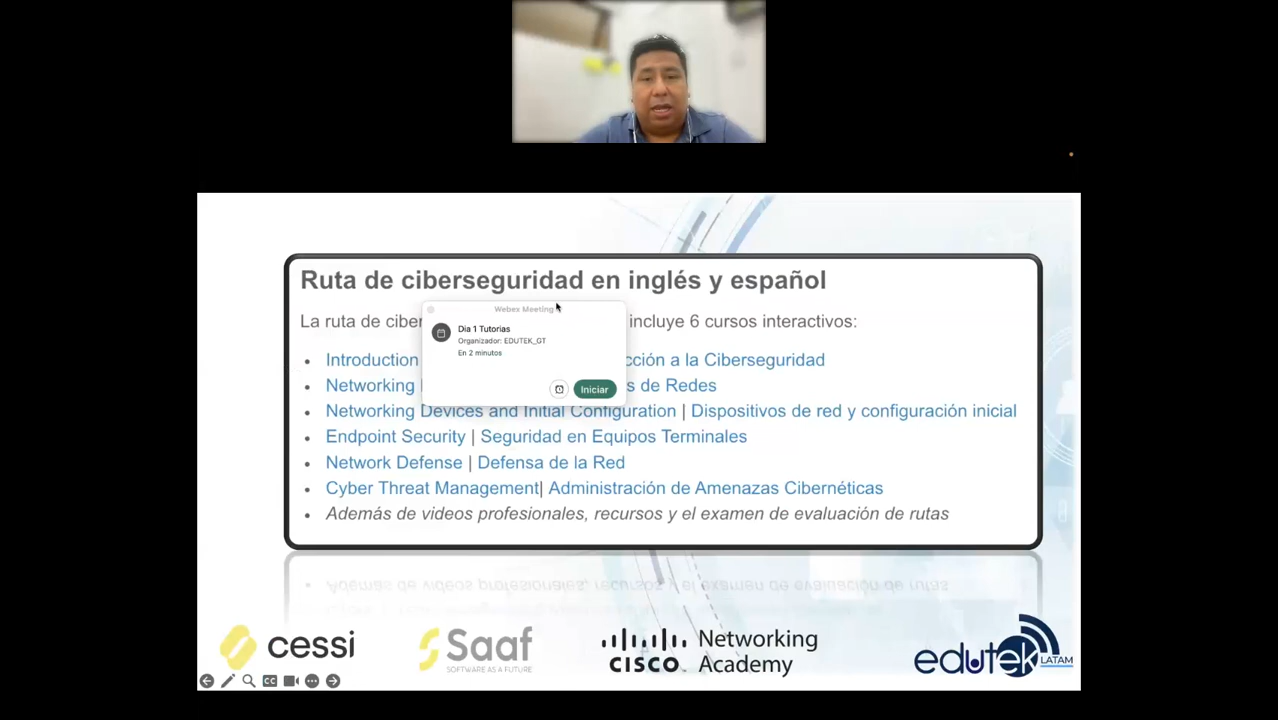 Ruta de ciberseguridad en inglés y español
La ruta de ciber incluye 6 cursos interactivos:
Webex Meeting
Dia 1 Tutorias
Organizador: EDUTEK_GT
En 2 minutos
Iniciar
• Introduction cción a la Ciberseguridad
• Networking s de Redes
• Networking Devices and Initial Configuration | Dispositivos de red y configuración inicial
• Endpoint Security | Seguridad en Equipos Terminales
• Network Defense | Defensa de la Red
• Cyber Threat Management| Administración de Amenazas Cibernéticas
• Además de videos profesionales, recursos y el examen de evaluación de rutas
cessi
Saaf
SOFTWARE AS A FUTURE
CISCO
Networking
Academy
edutek
LATAM
CC